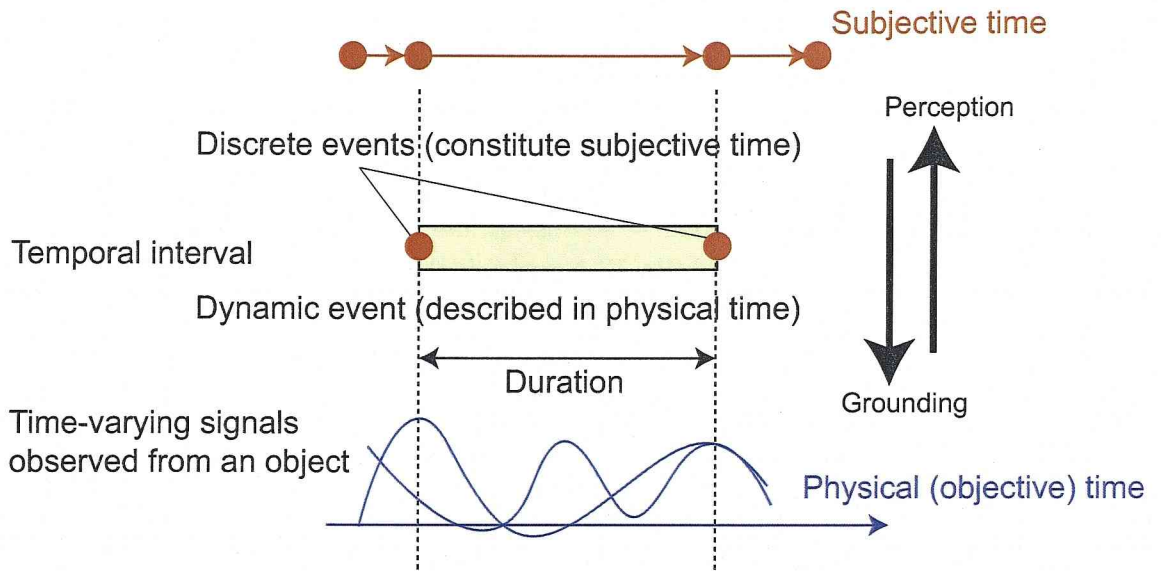 Subjective time
Perception
Discrete events (constitute subjective time)
Temporal interval
Dynamic event (described in physical time)
Duration
Grounding
Time-varying signals
observed from an object
Physical (objective) time